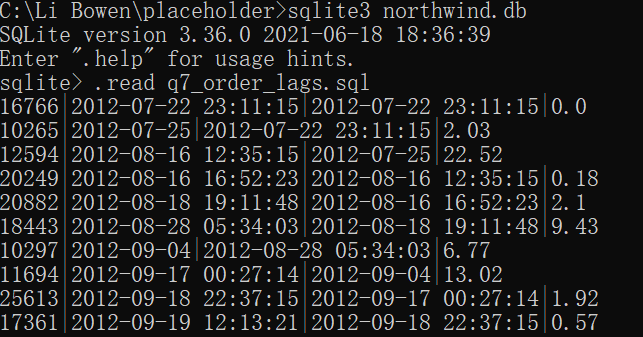 C:\Li Bowen\placeholder>sqlite3 northwind.db
SQLite version 3.36.0 2021-06-18 18:36:39
Enter ".help" for usage hints.
sqlite> .read q7_order_lags.sql
16766|2012-07-22 23:11:15|2012-07-22 23:11:15|0.0
10265|2012-07-25|2012-07-22 23:11:15|2.03
12594|2012-08-16 12:35:15|2012-07-25|22.52
20249|2012-08-16 16:52:23|2012-08-16 12:35:15|0.18
20882|2012-08-18 19:11:48|2012-08-16 16:52:23|2.1
18443|2012-08-28 05:34:03|2012-08-18 19:11:48|9.43
10297|2012-09-04|2012-08-28 05:34:03|6.77
11694|2012-09-17 00:27:14|2012-09-04|13.02
25613|2012-09-18 22:37:15|2012-09-17 00:27:14|1.92
17361|2012-09-19 12:13:21|2012-09-18 22:37:15|0.57